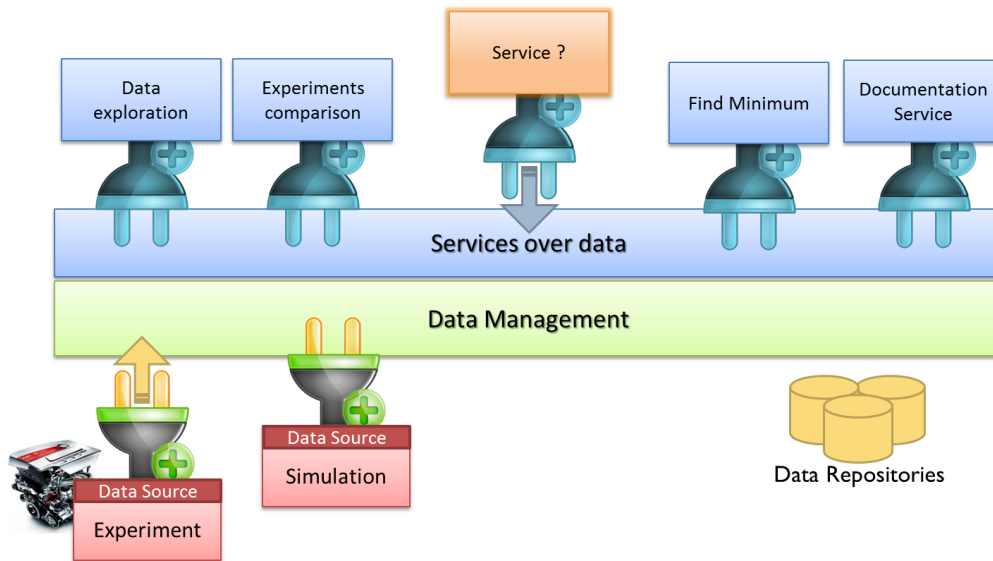 Service ?
Data
exploration
Experiments
comparison
Find Minimum
Documentation
Service
Services over data
Data Management
Data Source
Simulation
Data Source
Experiment
Data Repositories